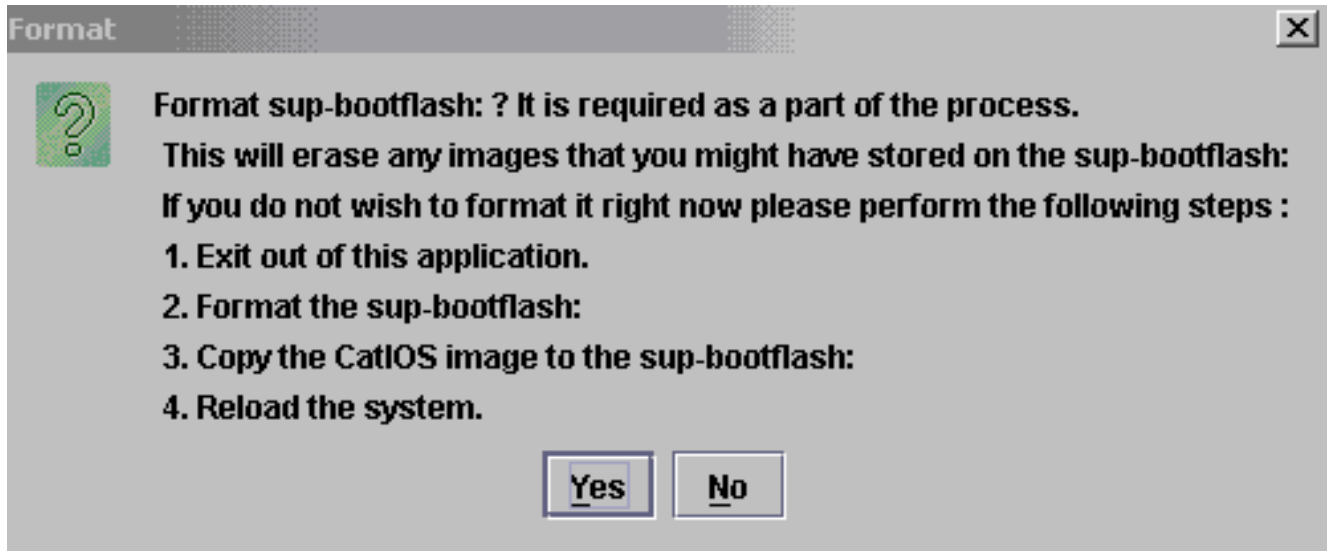 Format
Format sup-bootflash: ? It is required as a part of the process.
This will erase any images that you might have stored on the sup-bootflash:
If you do not wish to format it right now please perform the following steps :
1. Exit out of this application.
2. Format the sup-bootflash:
3. Copy the CatIOS image to the sup-bootflash:
4. Reload the system.
Yes
No